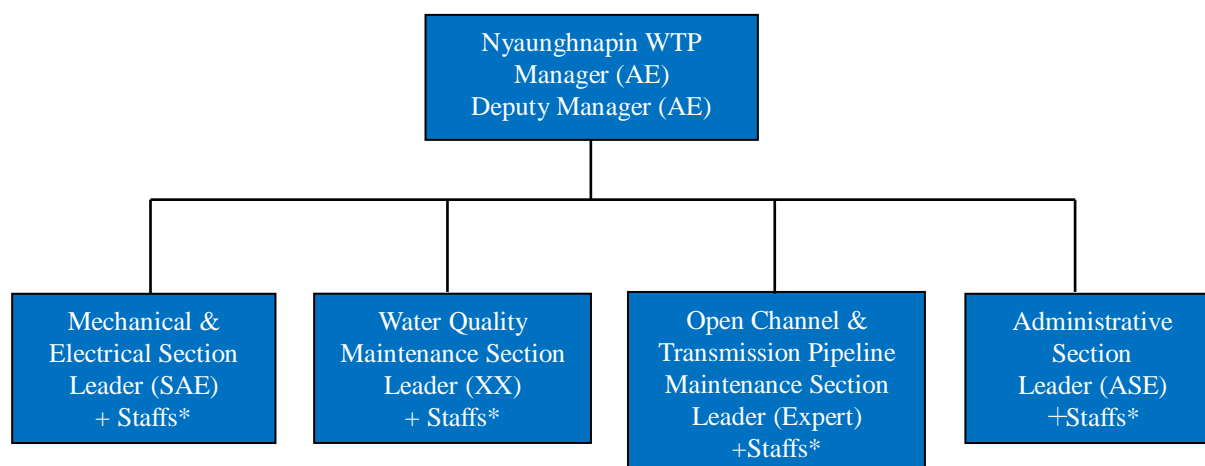 Nyaunghnapin WTP
Manager (AE)
Deputy Manager (AE)
Mechanical &
Electrical Section
Leader (SAE)
+ Staffs*
Water Quality
Maintenance Section
Leader (XX)
+ Staffs*
Open Channel &
Transmission Pipeline
Maintenance Section
Leader (Expert)
+Staffs*
Administrative
Section
Leader (ASE)
+Staffs*